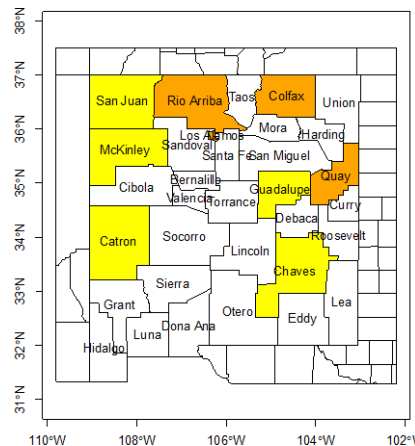 38°N
37°N
36°N
35°N
34°N
33°N
32°N
31°N
San Juan
Rio Arriba
Taos
Colfax
Union
Los Alamos
Mora
Harding
McKinley
Sandoval
Santa Fe
San Miguel
Quay
Cibola
Bernalillo
Guadalupe
Valencia
Torrance
Curry
Debaca
Catron
Socorro
Roosevelt
Lincoln
Chaves
Sierra
Grant
Otero
Lea
Luna
Dona Ana
Eddy
Hidalgo
110°W 108°W 106°W 104°W 102°W